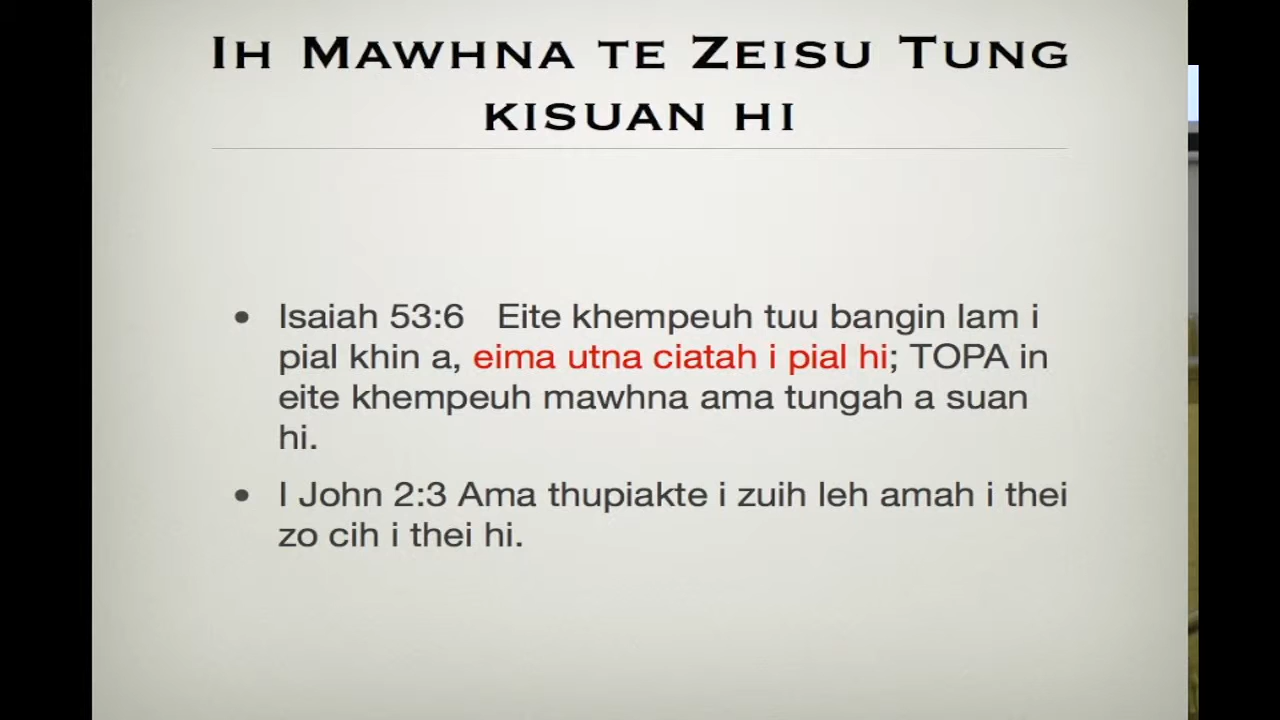 IH MAWHNA TE ZEISU TUNG
KISUAN HI
• Isaiah 53:6 Eite khempeuh tuu bangin lam i
pial khin a, eima utna ciatah i pial hi; TOPA in
eite khempeuh mawhna ama tungah a suan
hi.
• I John 2:3 Ama thupiakte i zuih leh amah i thei
zo cih i thei hi.